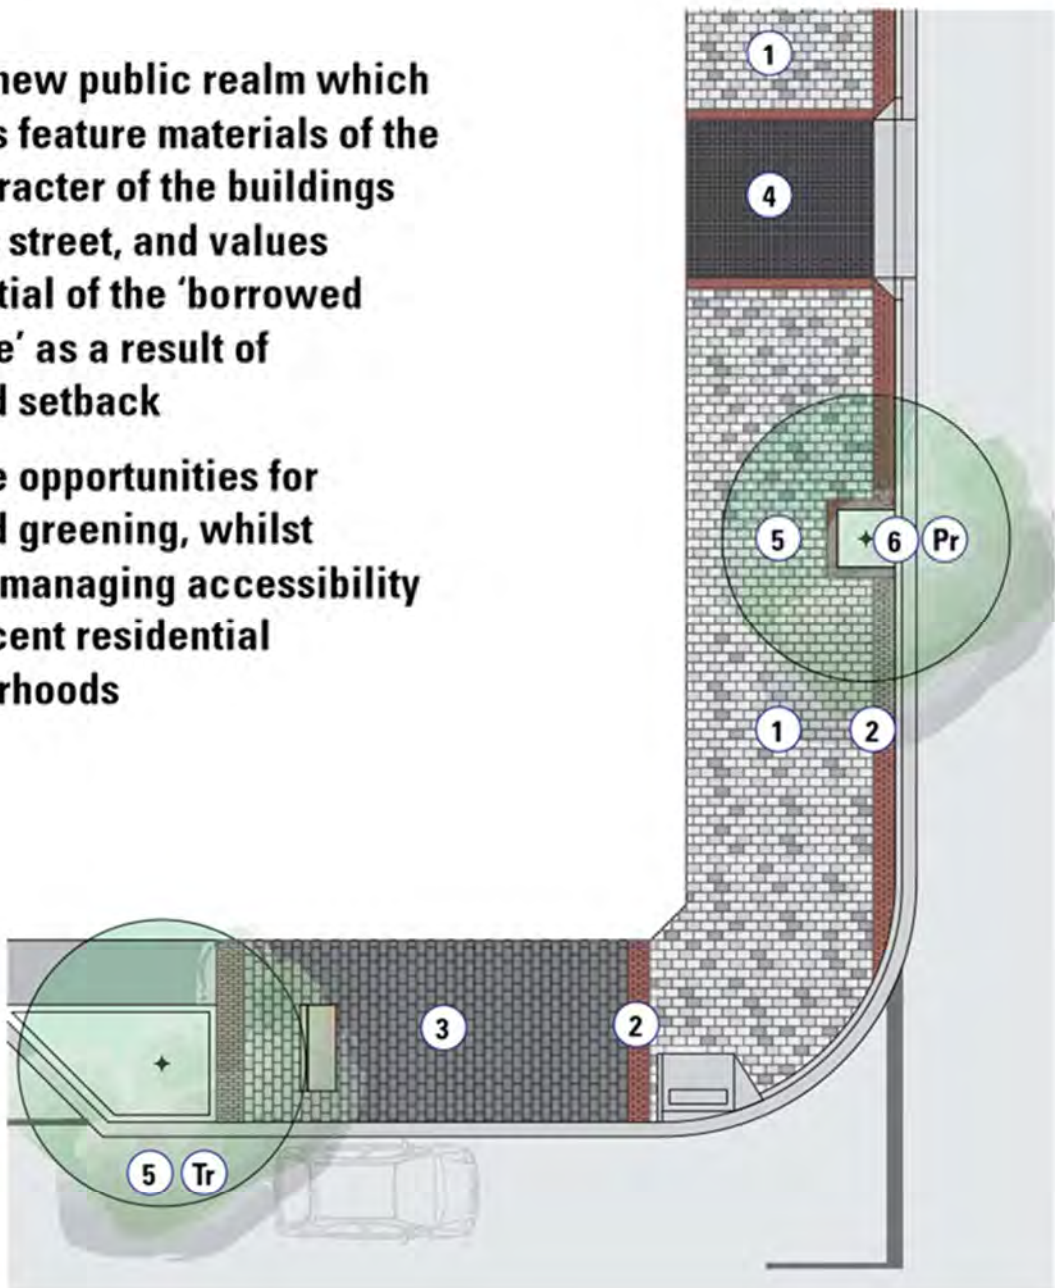 new public realm which
s feature materials of the
racter of the buildings
street, and values
tial of the ‘borrowed
e’ as a result of
d setback
e opportunities for
d greening, whilst
managing accessibility
cent residential
rhoods
1
4
5 6 Pr
1 2
3 2
5 Tr